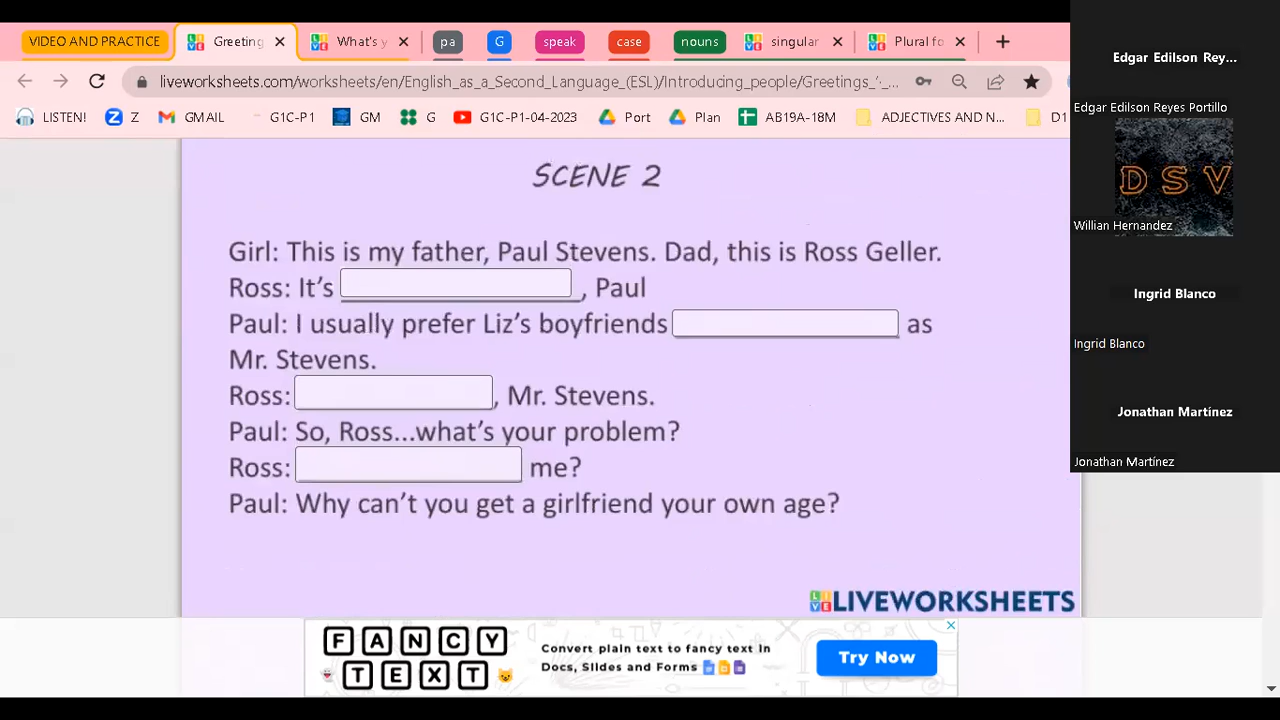 VIDEO AND PRACTICE
Greeting
What's y
pa
G
speak
case
nouns
singular
Plural fo
liveworksheets.com/worksheets/en/English_as_a_Second_Language_(ESL)/Introducing_people/Greetings_'-_...
LISTEN!
Z
GMAIL
G1C-P1
GM
G
G1C-P1-04-2023
Port
Plan
AB19A-18M
ADJECTIVES AND N...
D1
SCENE 2
Girl: This is my father, Paul Stevens. Dad, this is Ross Geller.
Ross: It's , Paul
Paul: I usually prefer Liz's boyfriends as
Mr. Stevens.
Ross: , Mr. Stevens.
Paul: So, Ross...what's your problem?
Ross: me?
Paul: Why can't you get a girlfriend your own age?
LIVEWORKSHEETS
FANCY
TEXT
Convert plain text to fancy text in
Docs, Slides and Forms
Try Now
Edgar Edilson Rey...
Edgar Edilson Reyes Portillo
DSV
Willian Hernandez
Ingrid Blanco
Ingrid Blanco
Jonathan Martínez
Jonathan Martínez